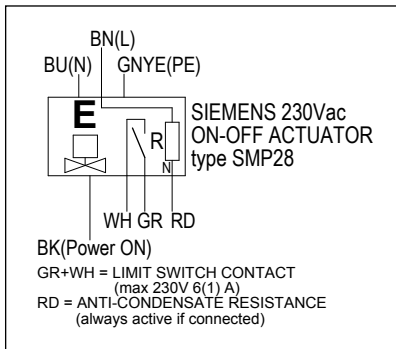 BN(L)
BU(N) GNYE(PE)
E
R
N
SIEMENS 230Vac
ON-OFF ACTUATOR
type SMP28
WH GR RD
BK(Power ON)
GR+WH = LIMIT SWITCH CONTACT
(max 230V 6(1) A)
RD = ANTI-CONDENSATE RESISTANCE
(always active if connected)